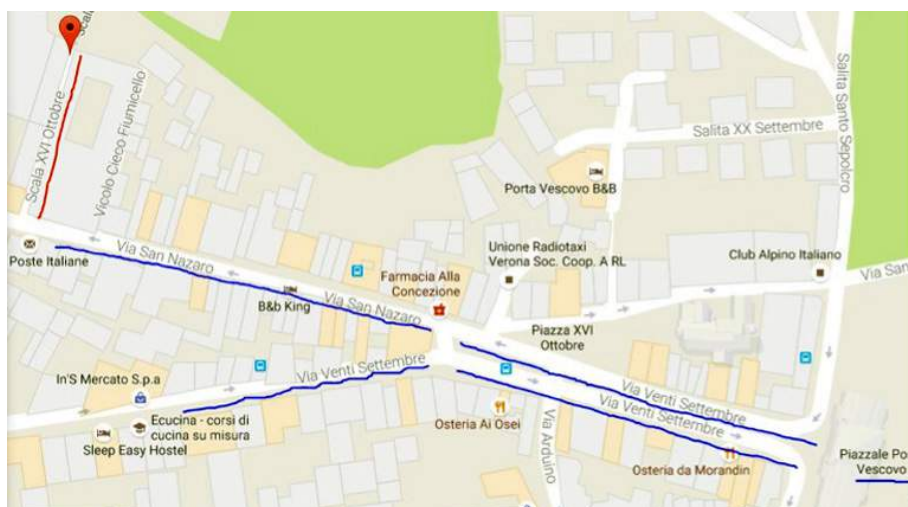 Scala
Scala XVI Ottobre
Vicolo Cieco Fiumicello
Salita Santo Sepolcro
Salita XX Settembre
Porta Vescovo B&B
Via San Nazaro
Poste Italiane
Unione Radiotaxi
Verona Soc. Coop. A RL
Club Alpino Italiano
Via San
Farmacia Alla
Concezione
B&b King
Via San Nazaro
Piazza XVI
Ottobre
Via Venti Settembre
In'S Mercato S.p.a
Via Venti Settembre
Via Venti Settembre
Ecucina - corsi di
cucina su misura
Sleep Easy Hostel
Osteria Ai Osei
Via Arduino
Osteria da Morandin
Piazzale Po
Vescovo